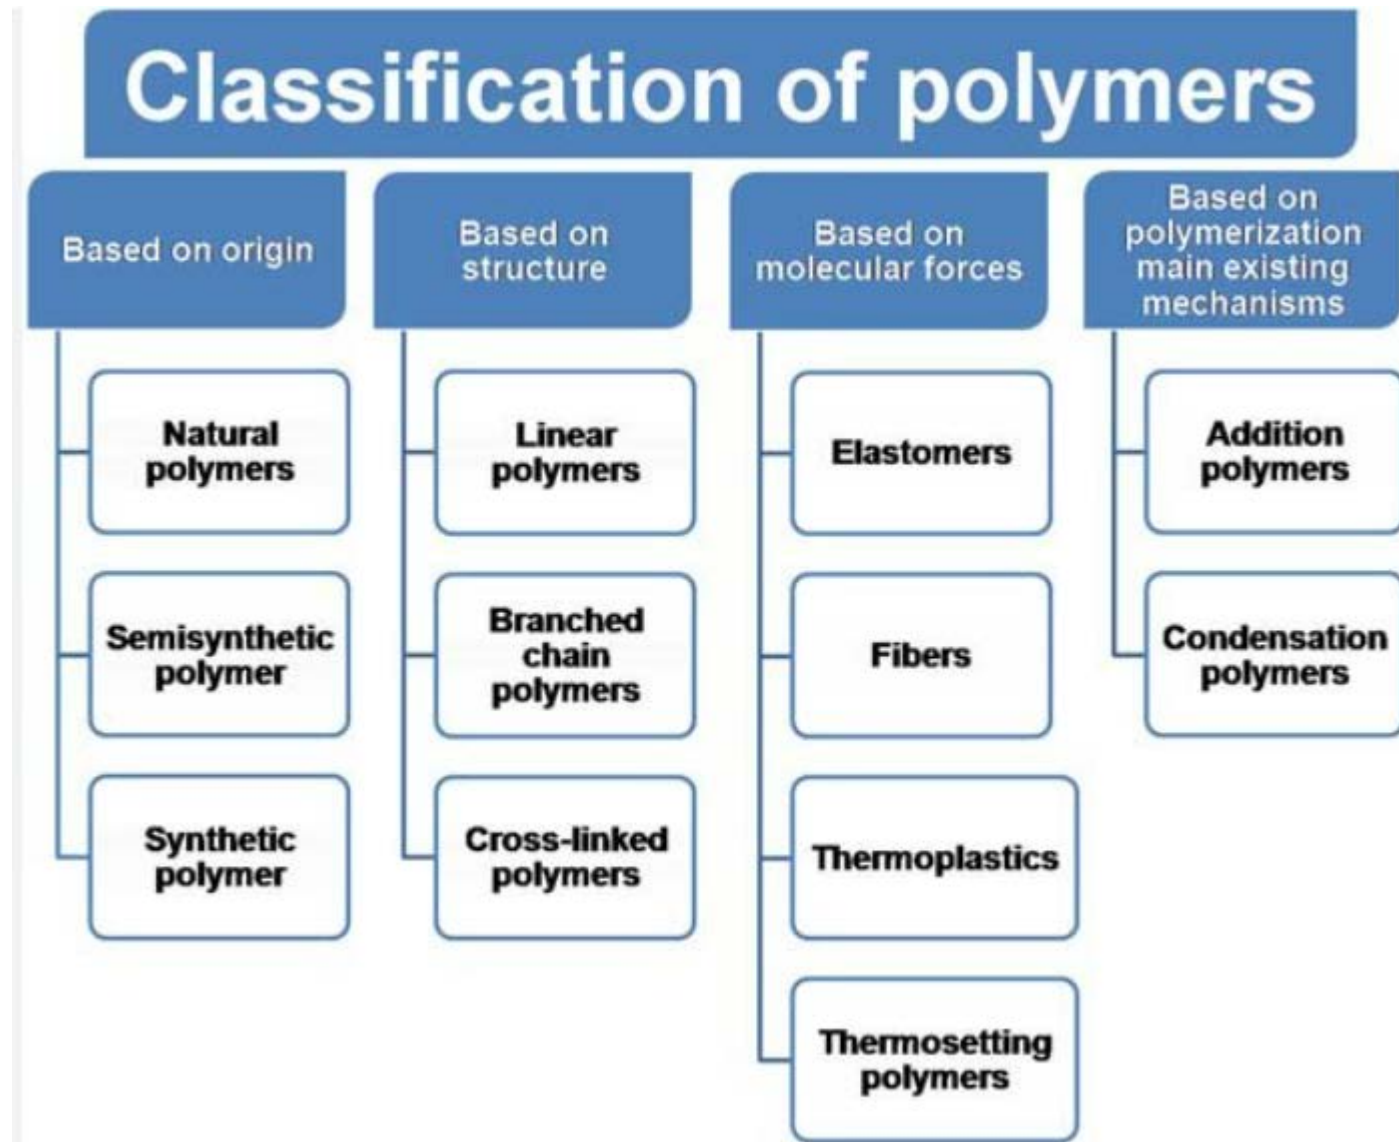 Classification of polymers
Based on origin
Natural
polymers
Semisynthetic
polymer
Synthetic
polymer
Based on
structure
Linear
polymers
Branched
chain
polymers
Cross-linked
polymers
Based on
molecular forces
Elastomers
Fibers
Thermoplastics
Thermosetting
polymers
Based on
polymerization
main existing
mechanisms
Addition
polymers
Condensation
polymers